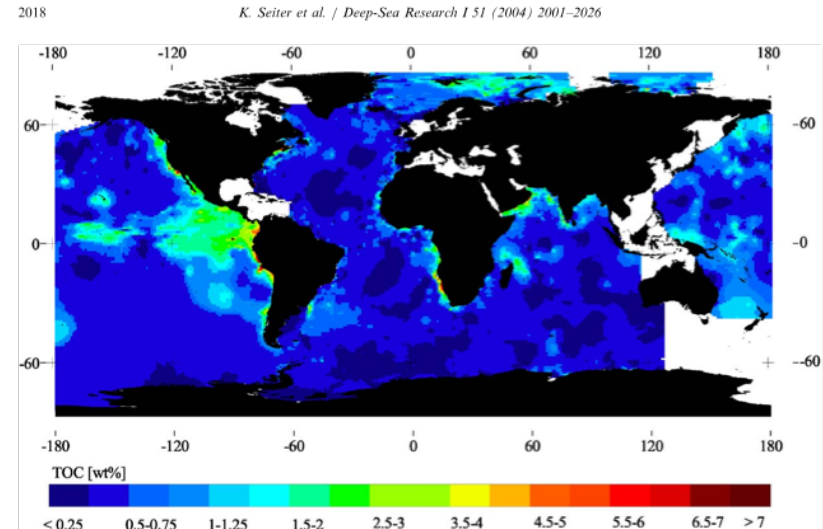 2018
K. Seiter et al. / Deep-Sea Research I 51 (2004) 2001–2026
-180 -120 -60 0 60 120 180
60 -60
0 -0
-60 --60
-180 -120 -60 0 60 120 180
TOC [wt%]
< 0.25 0.5-0.75 1-1.25 1.5-2 2.5-3 3.5-4 4.5-5 5.5-6 6.5-7 > 7